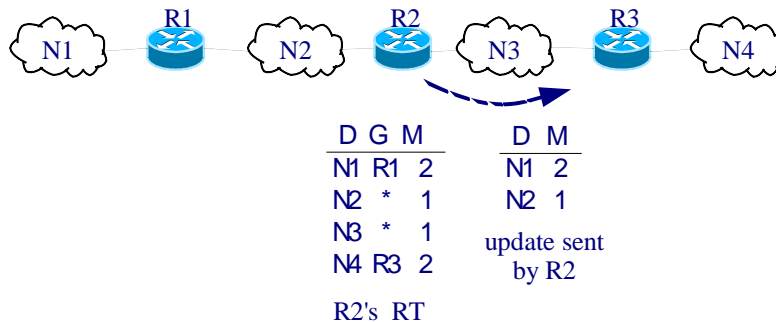 R1 R2 R3
N1 N2 N3 N4
D G M
N1 R1 2
N2 * 1
N3 * 1
N4 R3 2
R2's RT
D M
N1 2
N2 1
update sent
by R2